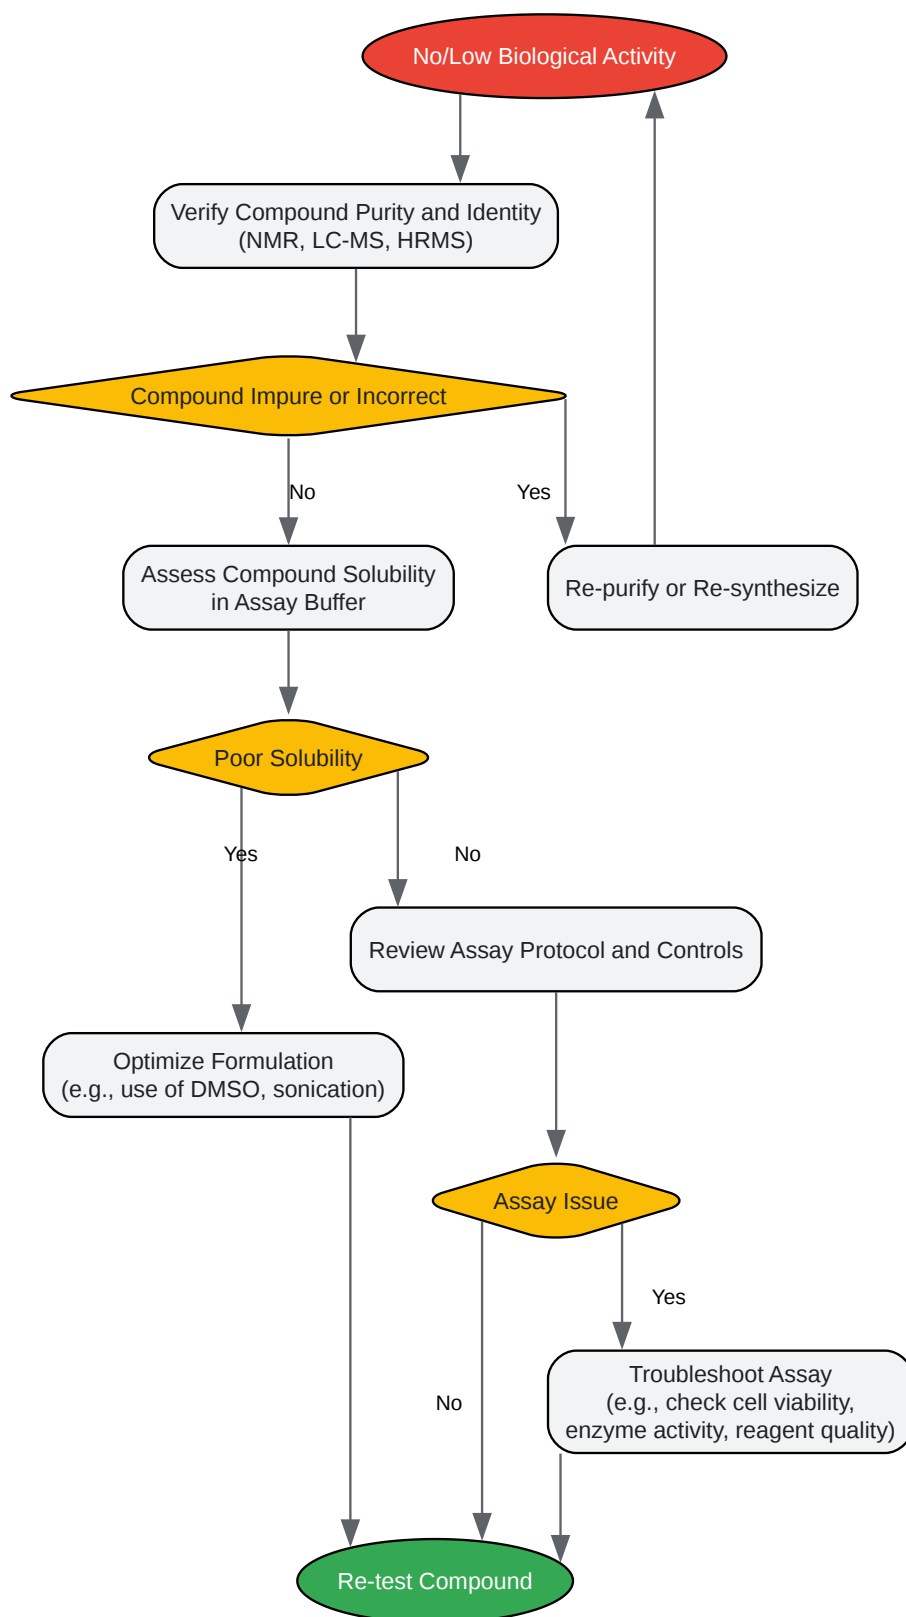 No/Low Biological Activity
Verify Compound Purity and Identity
(NMR, LC-MS, HRMS)
Compound Impure or Incorrect
No
Yes
Assess Compound Solubility
in Assay Buffer
Re-purify or Re-synthesize
Poor Solubility
Yes
No
Review Assay Protocol and Controls
Optimize Formulation
(e.g., use of DMSO, sonication)
Assay Issue
Yes
No
Troubleshoot Assay
(e.g., check cell viability,
enzyme activity, reagent quality)
Re-test Compound